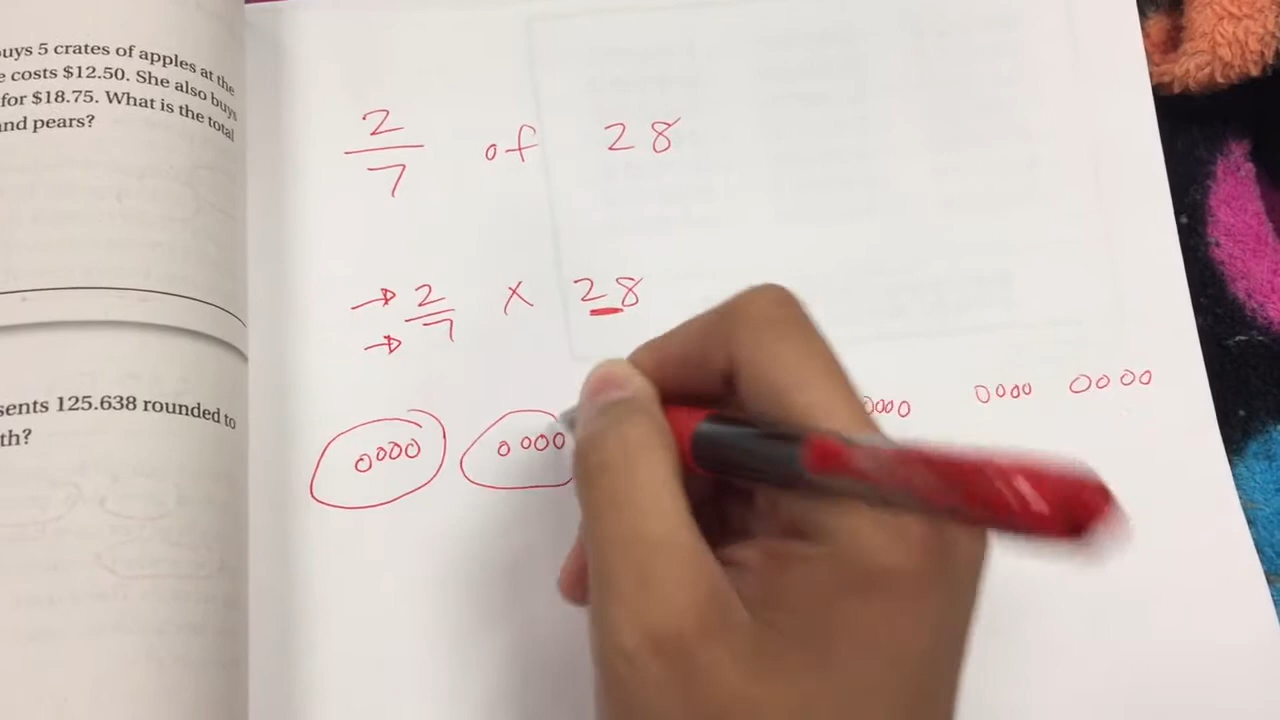 buys 5 crates of apples at the
costs $12.50. She also buys
for $18.75. What is the total
and pears?
125.638 rounded to
2/7 of 28
→ 2/7 × 28
→
0000 0000 0000 0000 0000